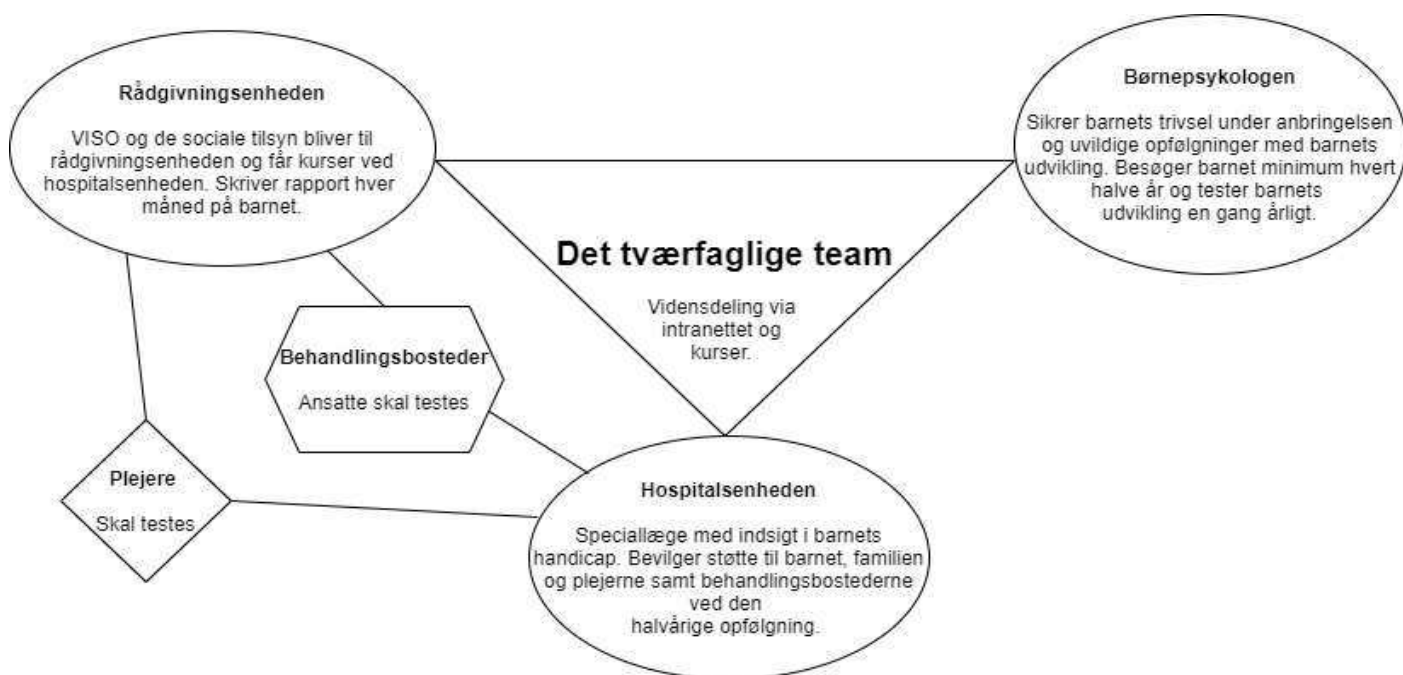 Rådgivningsenheden
VISO og de sociale tilsyn bliver til
rådgivningsenheden og får kurser ved
hospitalsenheden. Skriver rapport hver
måned på barnet.
Børnepsykologen
Sikrer barnets trivsel under anbringelsen
og uvildige opfølgninger med barnets
udvikling. Besøger barnet minimum hvert
halve år og tester barnets
udvikling en gang årligt.
Det tværfaglige team
Vidensdeling via
intranettet og
kurser.
Behandlingsbosteder
Ansatte skal testes
Plejere
Skal testes
Hospitalsenheden
Speciallæge med indsigt i barnets
handicap. Bevilger støtte til barnet, familien
og plejerne samt behandlingsbostederne
ved den
halvårige opfølgning.